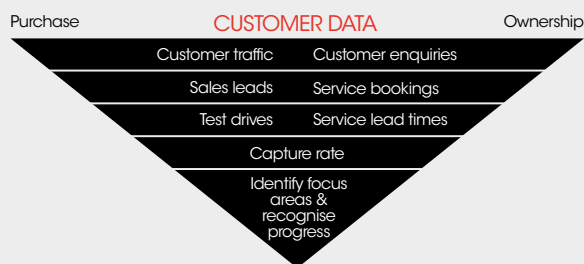 Purchase CUSTOMER DATA Ownership
Customer traffic Customer enquiries
Sales leads Service bookings
Test drives Service lead times
Capture rate
Identify focus
areas &
recognise
progress